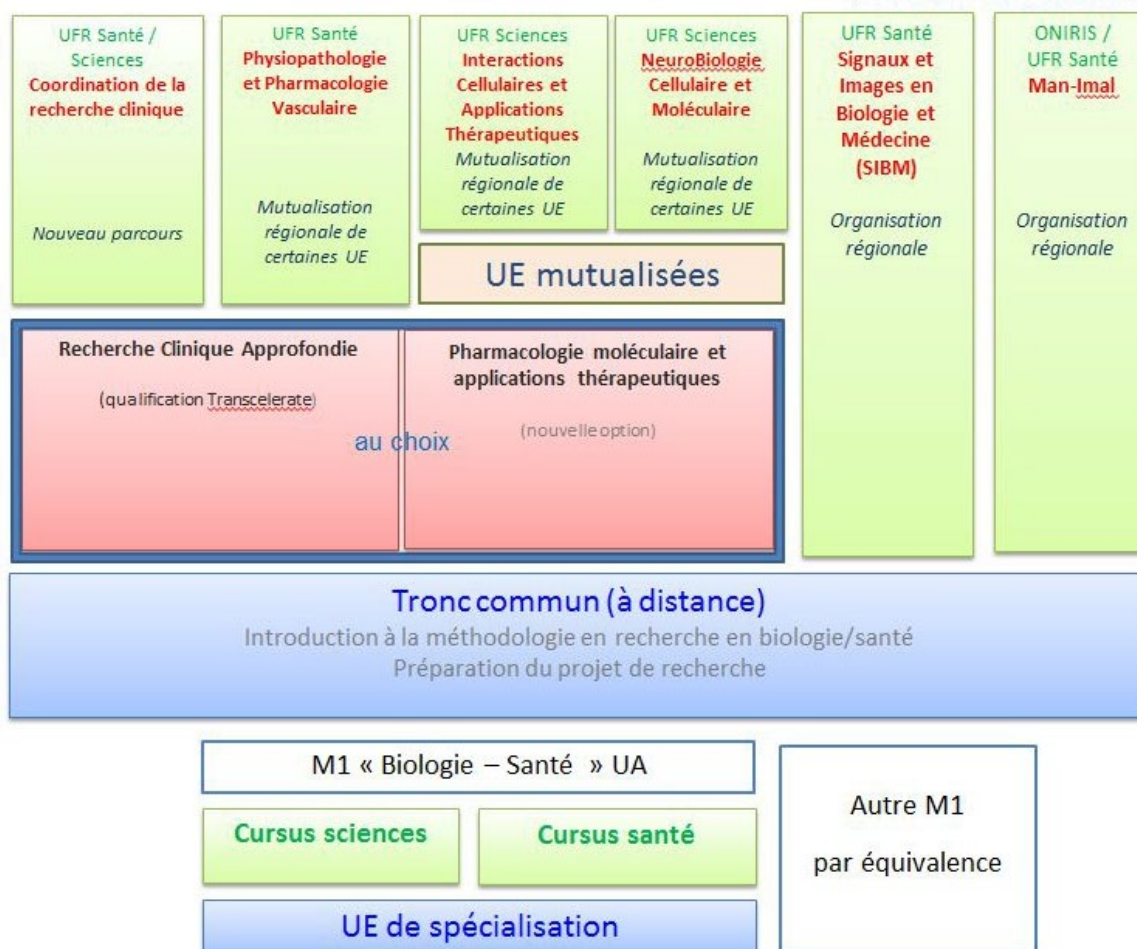 UFR Santé /
Sciences
Coordination de la
recherche clinique
Nouveau parcours
UFR Santé
Physiopathologie
et Pharmacologie
Vasculaire
Mutualisation
régionale de
certaines UE
UFR Sciences
Interactions
Cellulaires et
Applications
Thérapeutiques
Mutualisation
régionale de
certaines UE
UFR Sciences
NeuroBiologie
Cellulaire et
Moléculaire
Mutualisation
régionale de
certaines UE
UFR Santé
Signaux et
Images en
Biologie et
Médecine
(SIBM)
Organisation
régionale
ONIRIS /
UFR Santé
Man-Imal
Organisation
régionale
UE mutualisées
Recherche Clinique Approfondie
(qualification Transcelerate)
au choix
Pharmacologie moléculaire et
applications thérapeutiques
(nouvelle option)
Tronc commun (à distance)
Introduction à la méthodologie en recherche en biologie/santé
Préparation du projet de recherche
M1 « Biologie – Santé » UA
Cursus sciences
Cursus santé
UE de spécialisation
Autre M1
par équivalence